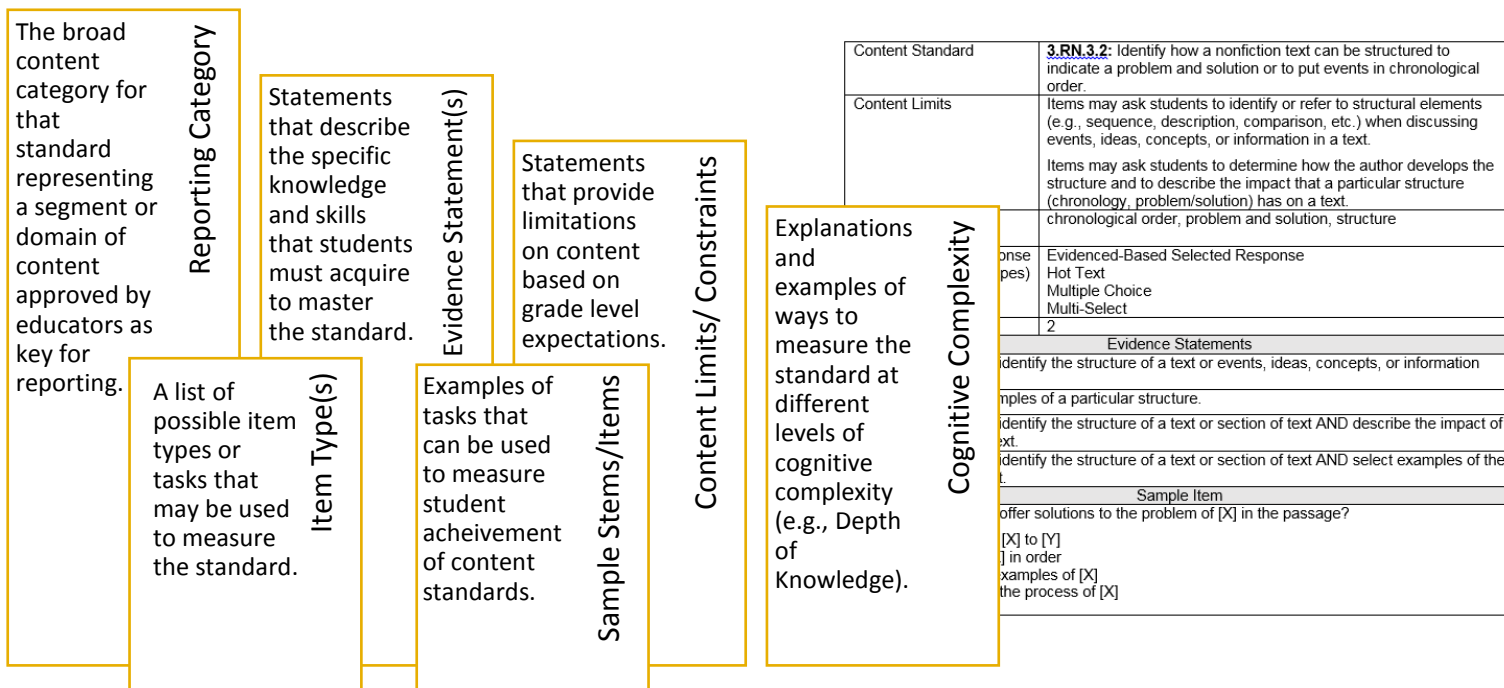 The broad
content
category for
that
standard
representing
a segment or
domain of
content
approved by
educators as
key for
reporting.
Reporting Category
A list of
possible item
types or
tasks that
may be used
to measure
the standard.
Item Type(s)
Statements
that describe
the specific
knowledge
and skills
that students
must acquire
to master
the standard.
Evidence Statement(s)
Examples of
tasks that
can be used
to measure
student
acheivement
of content
standards.
Sample Stems/Items
Statements
that provide
limitations
on content
based on
grade level
expectations.
Content Limits/ Constraints
Explanations
and
examples of
ways to
measure the
standard at
different
levels of
cognitive
complexity
(e.g., Depth
of
Knowledge).
Cognitive Complexity
Content Standard
3.RN.3.2: Identify how a nonfiction text can be structured to
indicate a problem and solution or to put events in chronological
order.
Content Limits
Items may ask students to identify or refer to structural elements
(e.g., sequence, description, comparison, etc.) when discussing
events, ideas, concepts, or information in a text.
Items may ask students to determine how the author develops the
structure and to describe the impact that a particular structure
(chronology, problem/solution) has on a text.
chronological order, problem and solution, structure
Evidenced-Based Selected Response
Hot Text
Multiple Choice
Multi-Select
2
Evidence Statements
identify the structure of a text or events, ideas, concepts, or information
of a particular structure.
identify the structure of a text or section of text AND describe the impact of
identify the structure of a text or section of text AND select examples of the
Sample Item
offer solutions to the problem of [X] in the passage?
[X] to [Y]
in order
of [X]
the process of [X]